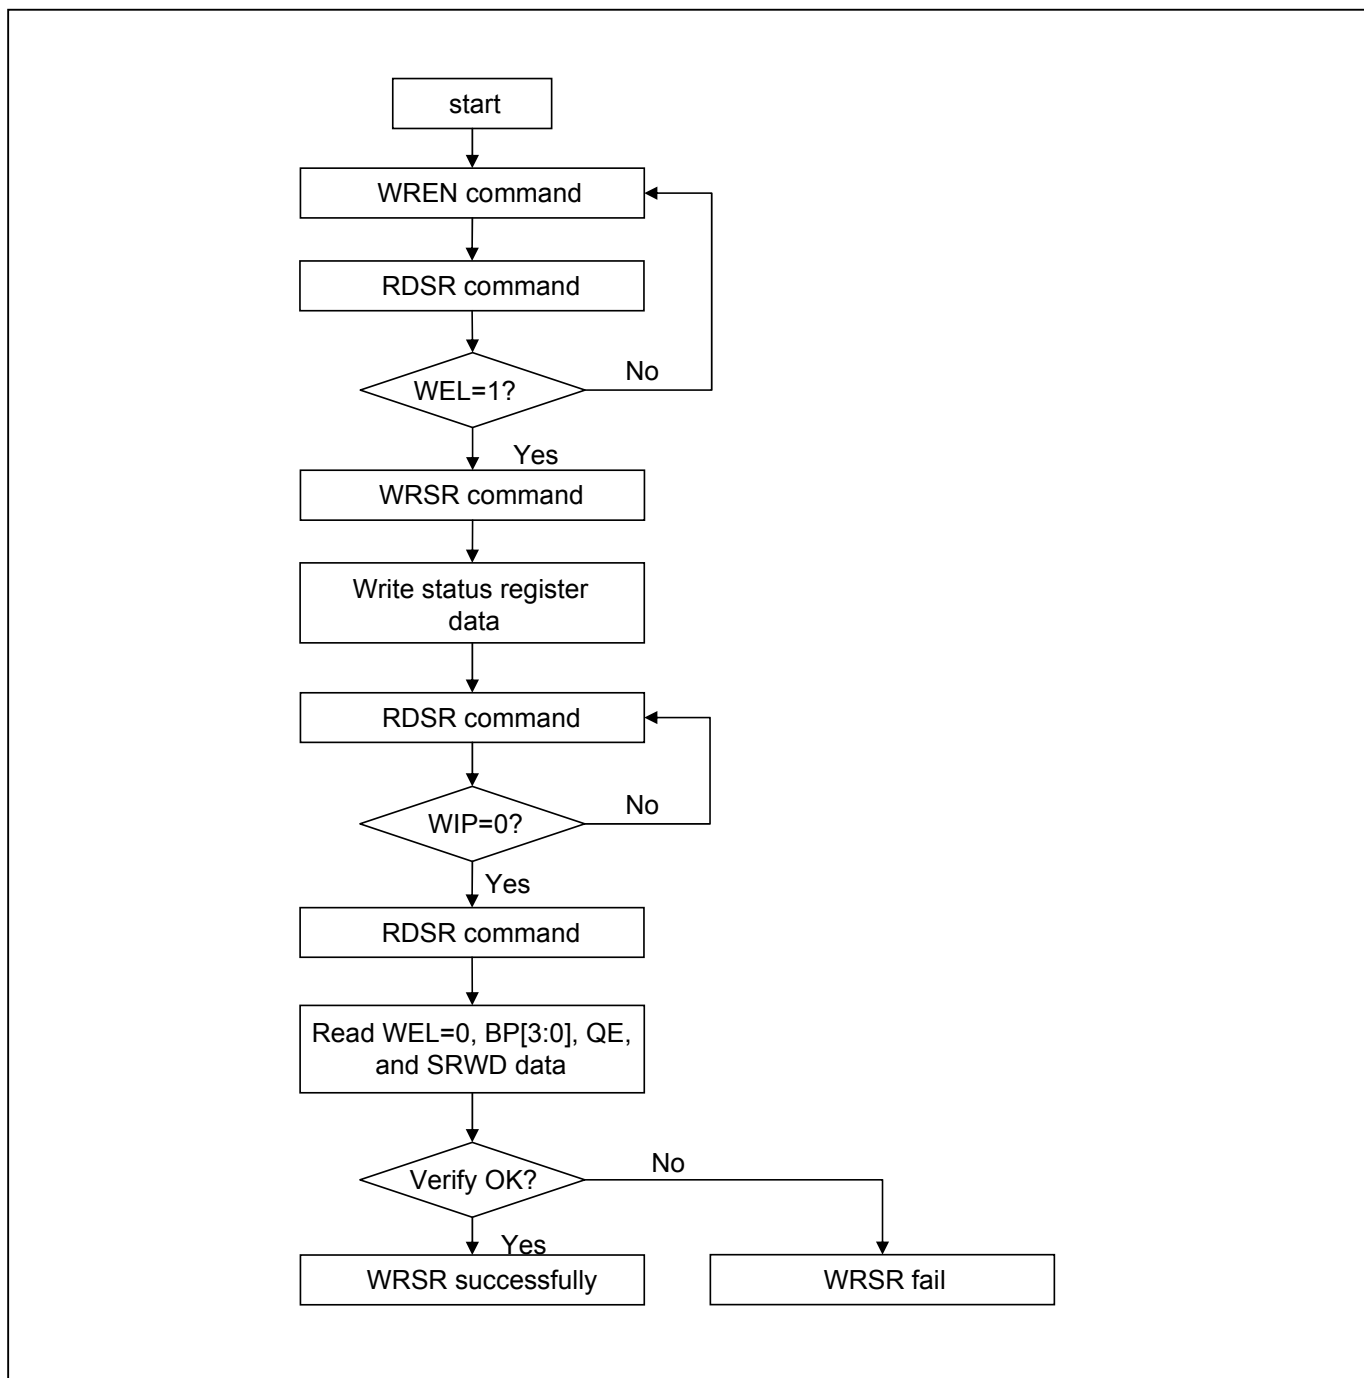 start
WREN command
RDSR command
WEL=1?
No
Yes
WRSR command
Write status register
data
RDSR command
WIP=0?
No
Yes
RDSR command
Read WEL=0, BP[3:0], QE,
and SRWD data
Verify OK?
No
Yes
WRSR successfully
WRSR fail